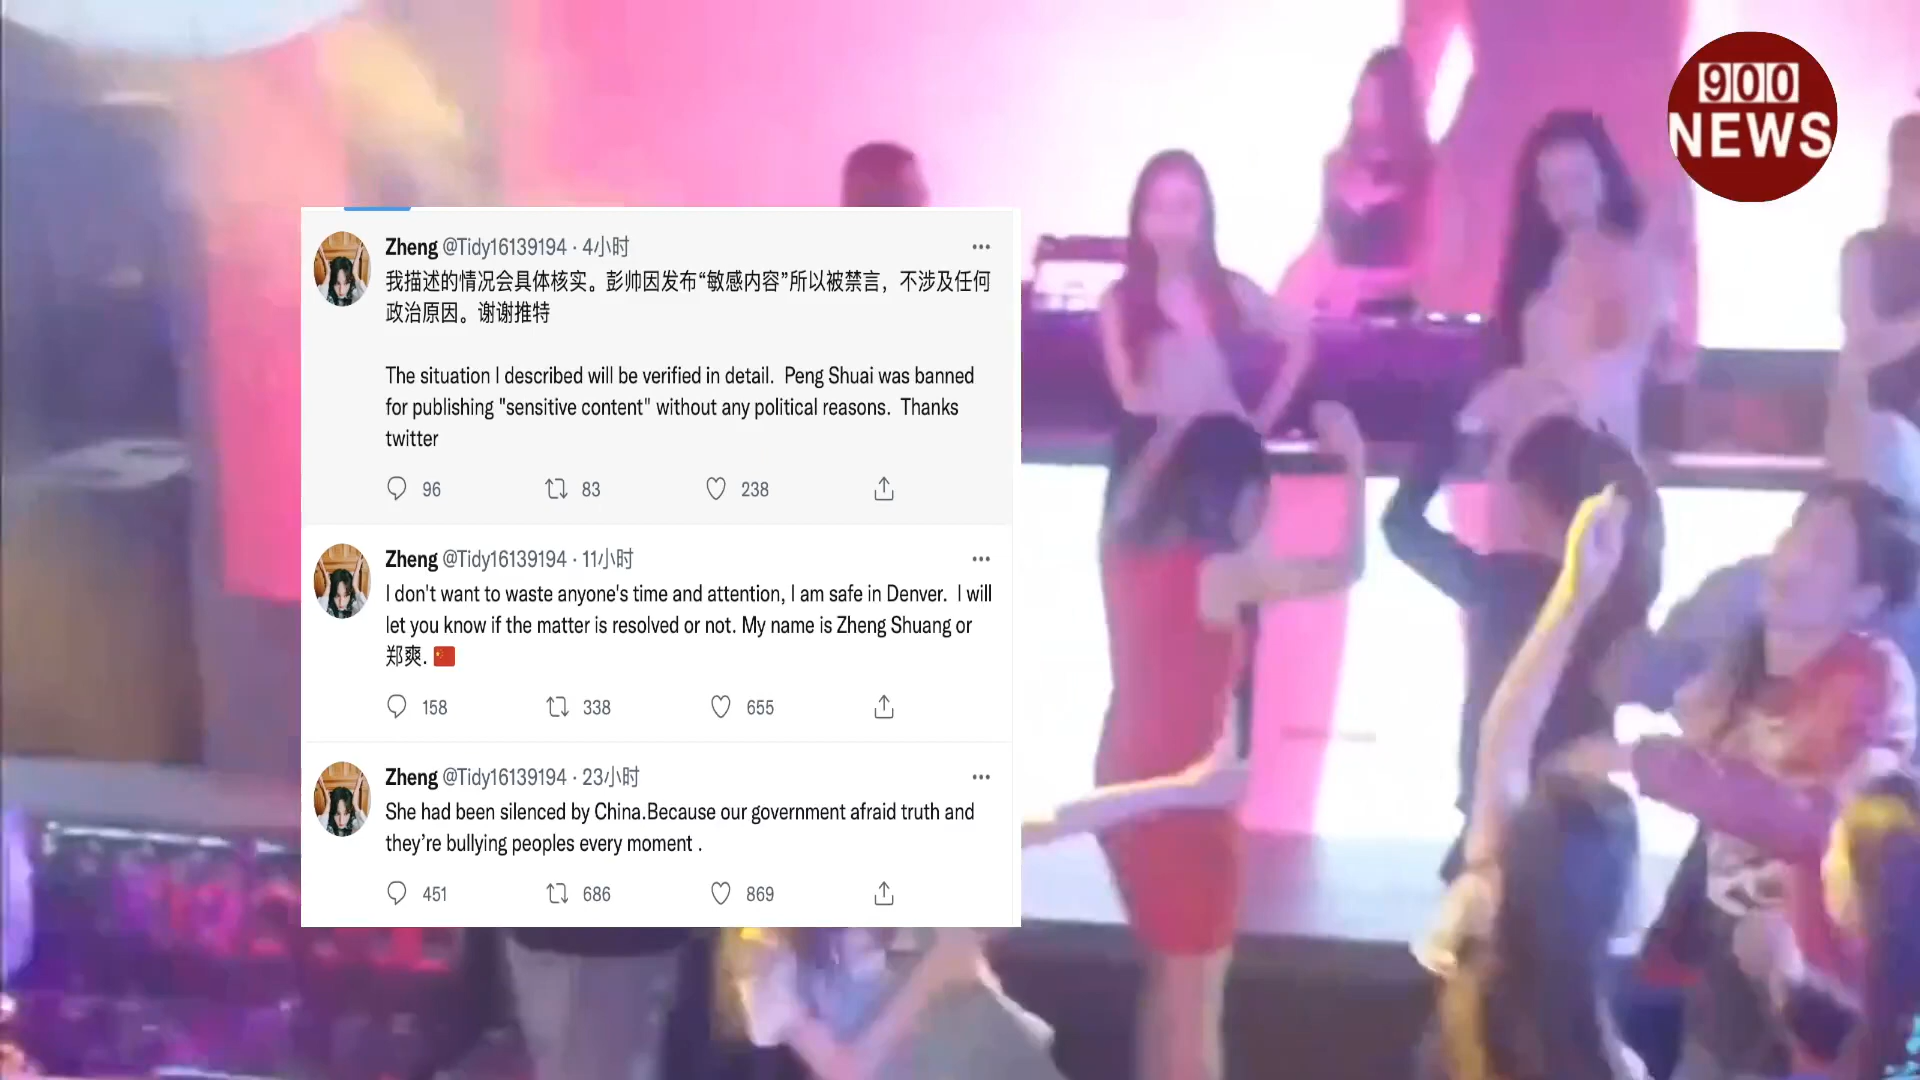 900
NEWS
Zheng @Tidy16139194 · 4小时
我描述的情况会具体核实。彭帅因发布“敏感内容”所以被禁言，不涉及任何
政治原因。谢谢推特
The situation I described will be verified in detail.  Peng Shuai was banned
for publishing "sensitive content" without any political reasons.  Thanks
twitter
96 83 238
Zheng @Tidy16139194 · 11小时
I don't want to waste anyone's time and attention, I am safe in Denver.  I will
let you know if the matter is resolved or not. My name is Zheng Shuang or
郑爽.
158 338 655
Zheng @Tidy16139194 · 23小时
She had been silenced by China.Because our government afraid truth and
they’re bullying peoples every moment .
451 686 869